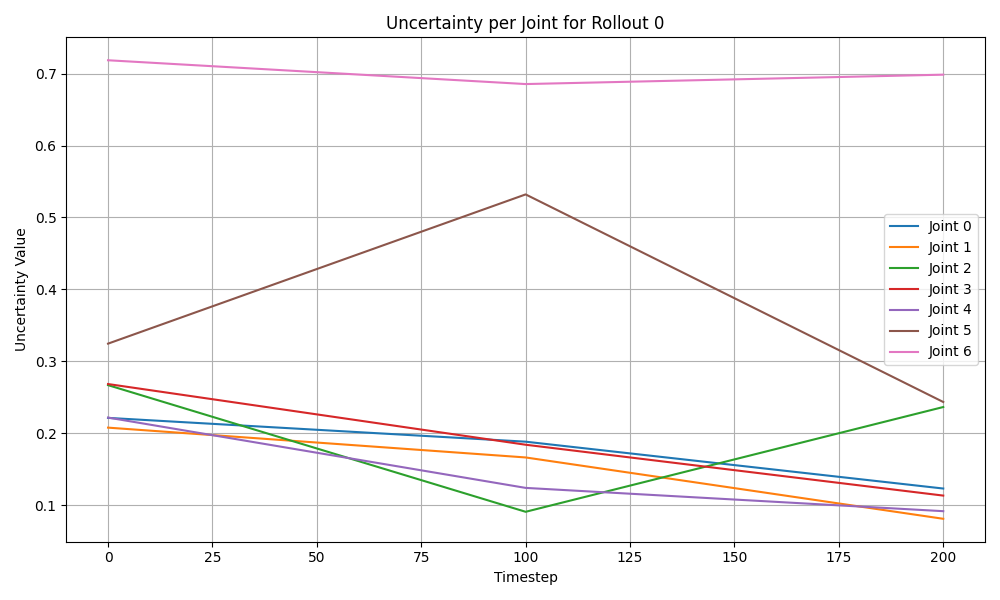 Uncertainty per Joint for Rollout 0
Uncertainty Value
0.7
0.6
0.5
0.4
0.3
0.2
0.1
Joint 0
Joint 1
Joint 2
Joint 3
Joint 4
Joint 5
Joint 6
0 25 50 75 100 125 150 175 200
Timestep